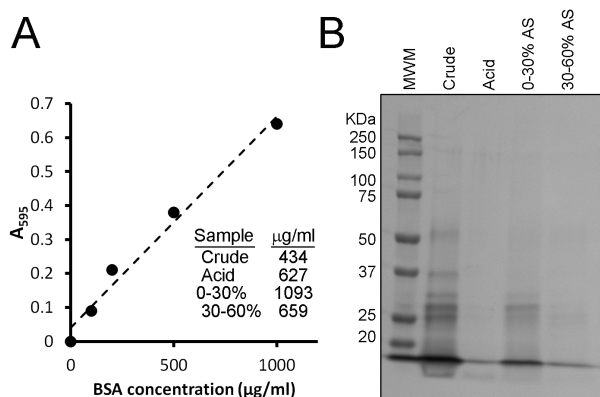 A
0.7
0.6
0.5
0.4
0.3
0.2
0.1
0
A595
0 500 1000
BSA concentration (µg/ml)
Sample µg/ml
Crude 434
Acid 627
0-30% 1093
30-60% 659
B
MWM
Crude
Acid
0-30% AS
30-60% AS
KDa
250
150
100
75
50
37
25
20